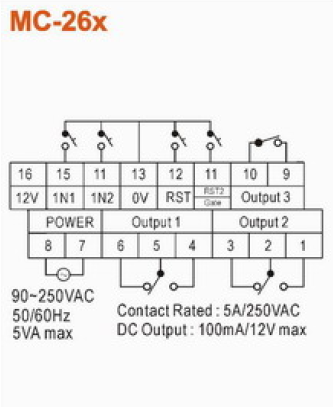 MC-26x
16 15 11 13 12 11 10 9
12V 1N1 1N2 0V RST RST2 Gate Output 3
POWER Output 1 Output 2
8 7 6 5 4 3 2 1
90~250VAC
50/60Hz
5VA max
Contact Rated : 5A/250VAC
DC Output : 100mA/12V max